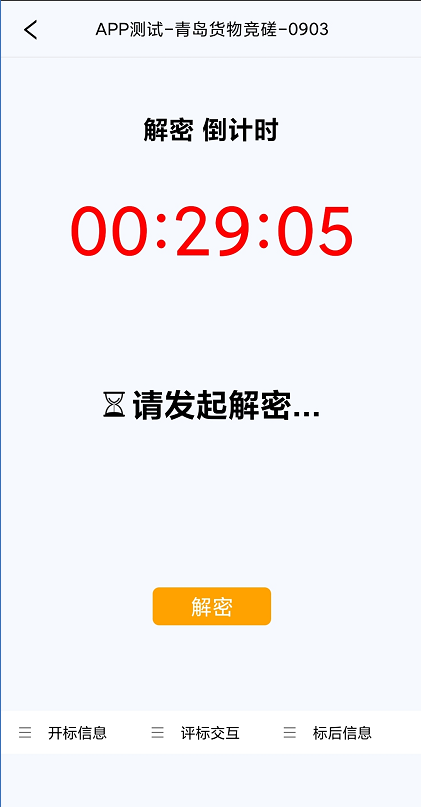 APP测试-青岛货物竞磋-0903
解密 倒计时
00:29:05
请发起解密...
解密
开标信息 评标交互 标后信息